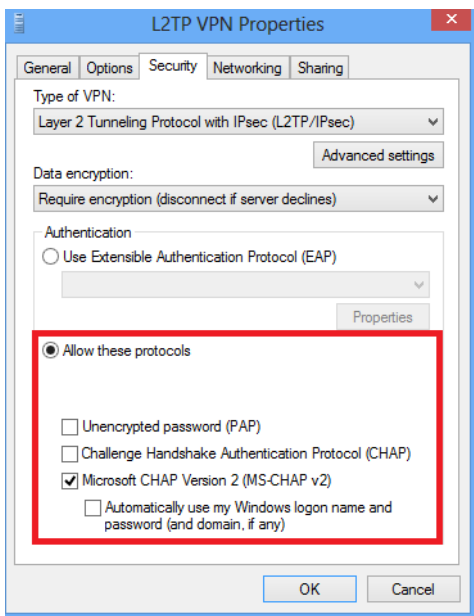 L2TP VPN Properties
General Options Security Networking Sharing
Type of VPN:
Layer 2 Tunneling Protocol with IPsec (L2TP/IPsec)
Advanced settings
Data encryption:
Require encryption (disconnect if server declines)
Authentication
Use Extensible Authentication Protocol (EAP)
Properties
Allow these protocols
Unencrypted password (PAP)
Challenge Handshake Authentication Protocol (CHAP)
Microsoft CHAP Version 2 (MS-CHAP v2)
Automatically use my Windows logon name and
password (and domain, if any)
OK Cancel